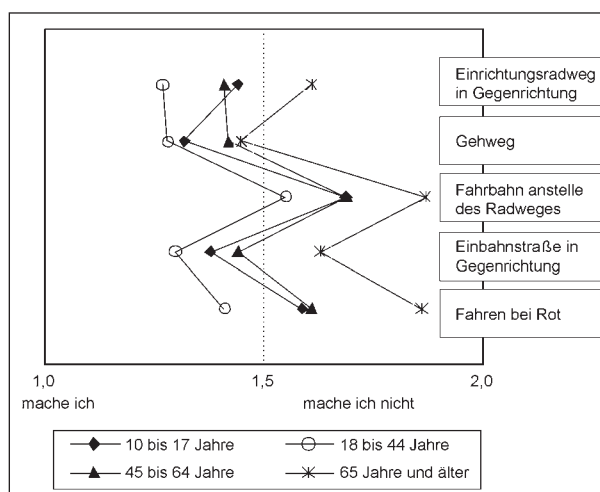 Einrichtungsradweg
in Gegenrichtung
Gehweg
Fahrbahn anstelle
des Radweges
Einbahnstraße in
Gegenrichtung
Fahren bei Rot
1,0
1,5
2,0
mache ich
mache ich nicht
10 bis 17 Jahre
18 bis 44 Jahre
45 bis 64 Jahre
65 Jahre und älter